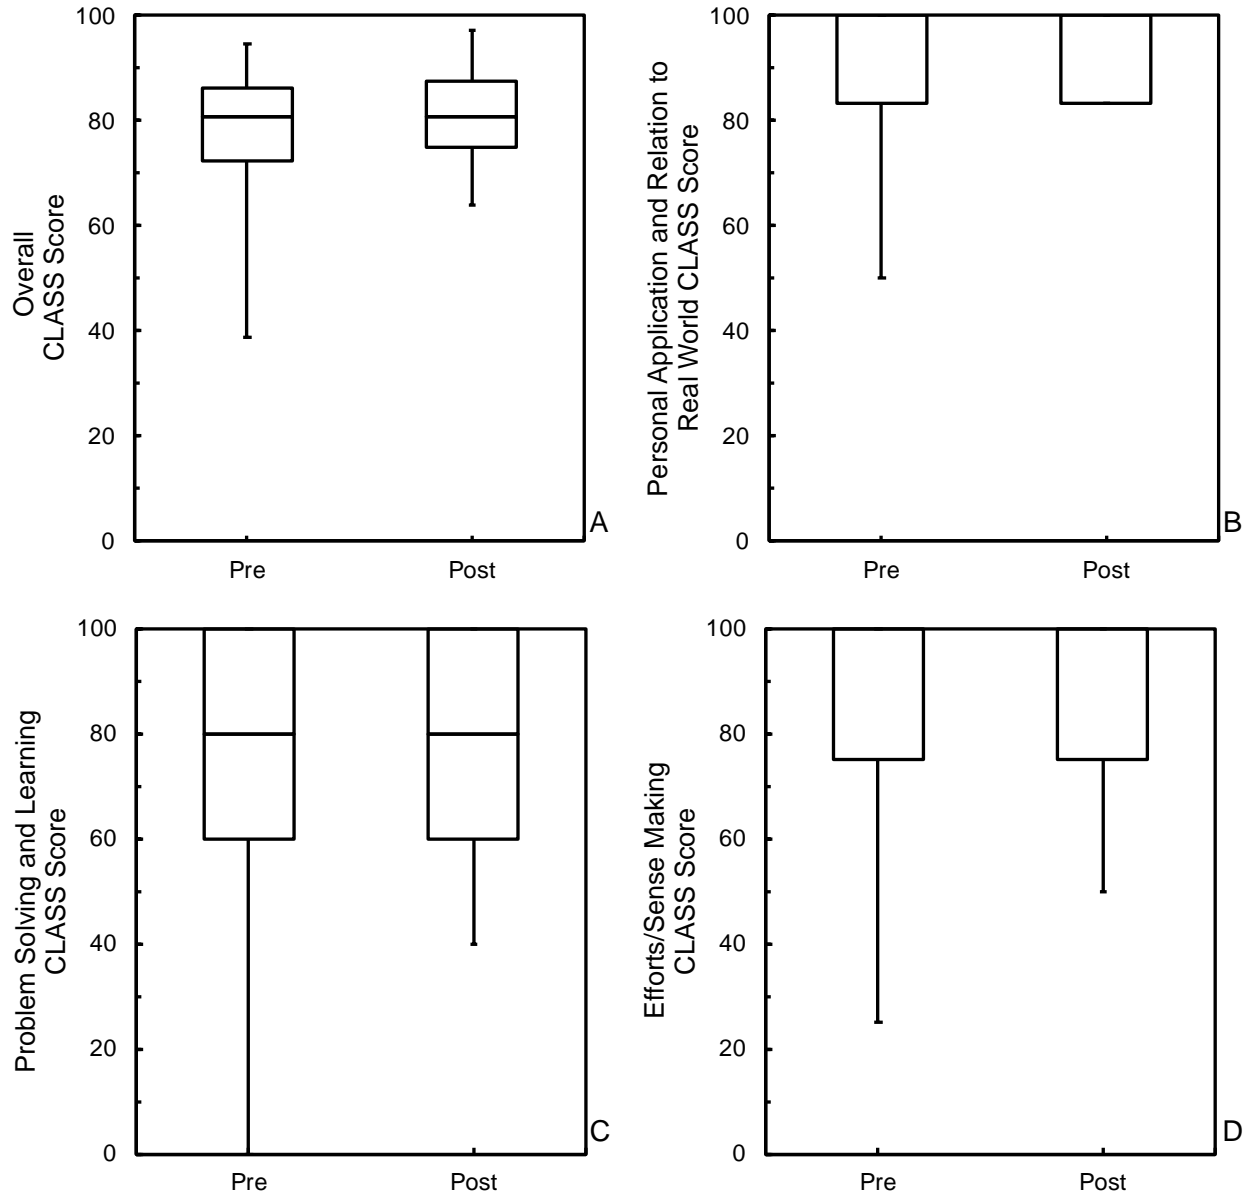 100
80
60
40
20
0
Overall
CLASS Score
Pre Post
A
100
80
60
40
20
0
Personal Application and Relation to
Real World CLASS Score
Pre Post
B
100
80
60
40
20
0
Problem Solving and Learning
CLASS Score
Pre Post
C
100
80
60
40
20
0
Efforts/Sense Making
CLASS Score
Pre Post
D